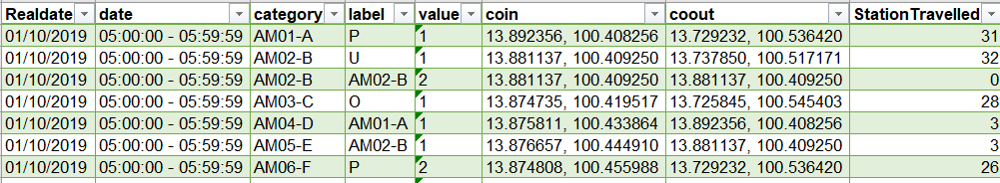 Realdate date category label value coin coout StationTravelled
01/10/2019 05:00:00 - 05:59:59 AM01-A P 1 13.892356, 100.408256 13.729232, 100.536420 31
01/10/2019 05:00:00 - 05:59:59 AM02-B U 1 13.881137, 100.409250 13.737850, 100.517171 32
01/10/2019 05:00:00 - 05:59:59 AM02-B AM02-B 2 13.881137, 100.409250 13.881137, 100.409250 0
01/10/2019 05:00:00 - 05:59:59 AM03-C O 1 13.874735, 100.419517 13.725845, 100.545403 28
01/10/2019 05:00:00 - 05:59:59 AM04-D AM01-A 1 13.875811, 100.433864 13.892356, 100.408256 3
01/10/2019 05:00:00 - 05:59:59 AM05-E AM02-B 1 13.876657, 100.444910 13.881137, 100.409250 3
01/10/2019 05:00:00 - 05:59:59 AM06-F P 2 13.874808, 100.455988 13.729232, 100.536420 26